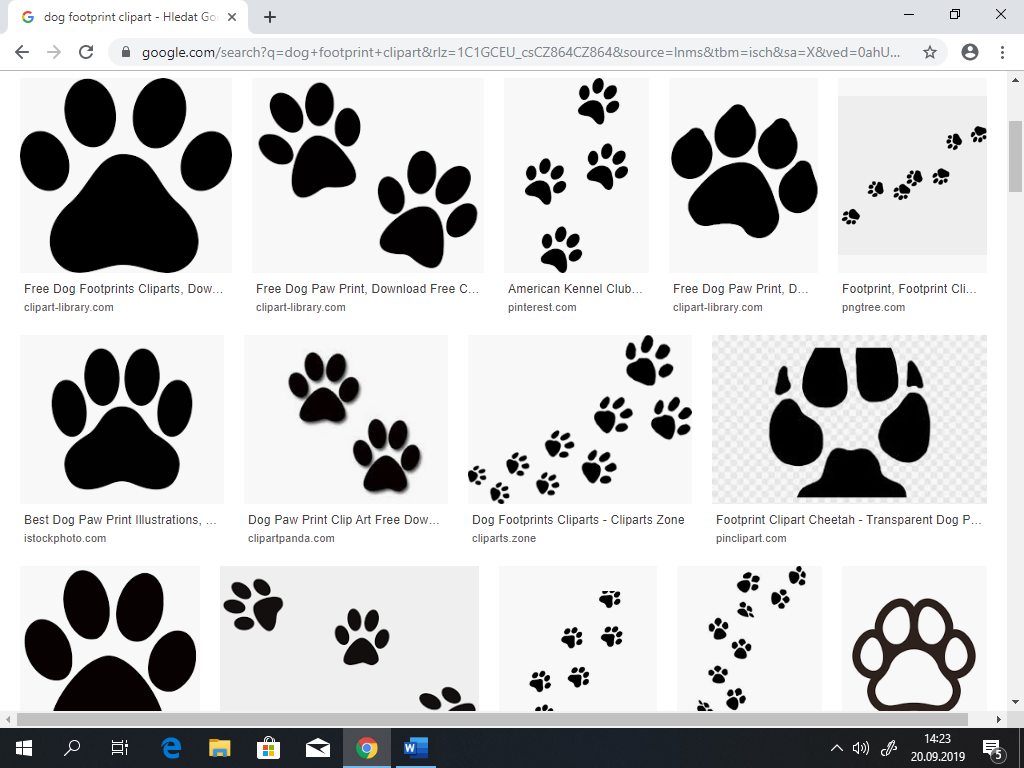 dog footprint clipart - Hledat Go
google.com/search?q=dog+footprint+clipart&rlz=1C1GCEU_csCZ864CZ864&source=lnms&tbm=isch&sa=X&ved=0ahU...
Free Dog Footprints Cliparts, Dow...
clipart-library.com
Free Dog Paw Print, Download Free C...
clipart-library.com
American Kennel Club...
pinterest.com
Free Dog Paw Print, D...
clipart-library.com
Footprint, Footprint Cli...
pngtree.com
Best Dog Paw Print Illustrations, ...
istockphoto.com
Dog Paw Print Clip Art Free Dow...
clipartpanda.com
Dog Footprints Cliparts - Cliparts Zone
cliparts.zone
Footprint Clipart Cheetah - Transparent Dog P...
pinclipart.com
14:23
20.09.2019
5